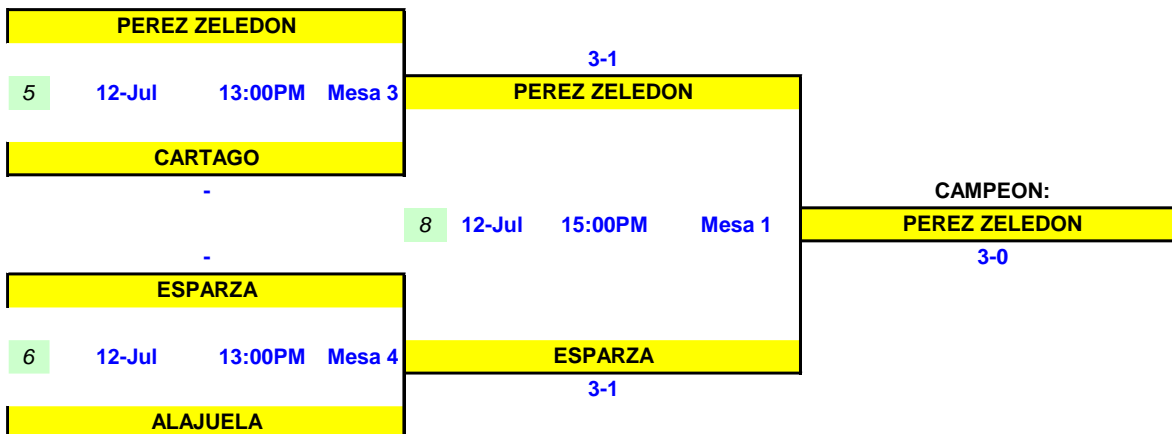 PEREZ ZELEDON
3-1
5 12-Jul 13:00PM Mesa 3
PEREZ ZELEDON
CARTAGO
-
CAMPEON:
8 12-Jul 15:00PM Mesa 1
PEREZ ZELEDON
-
3-0
ESPARZA
6 12-Jul 13:00PM Mesa 4
ESPARZA
3-1
ALAJUELA